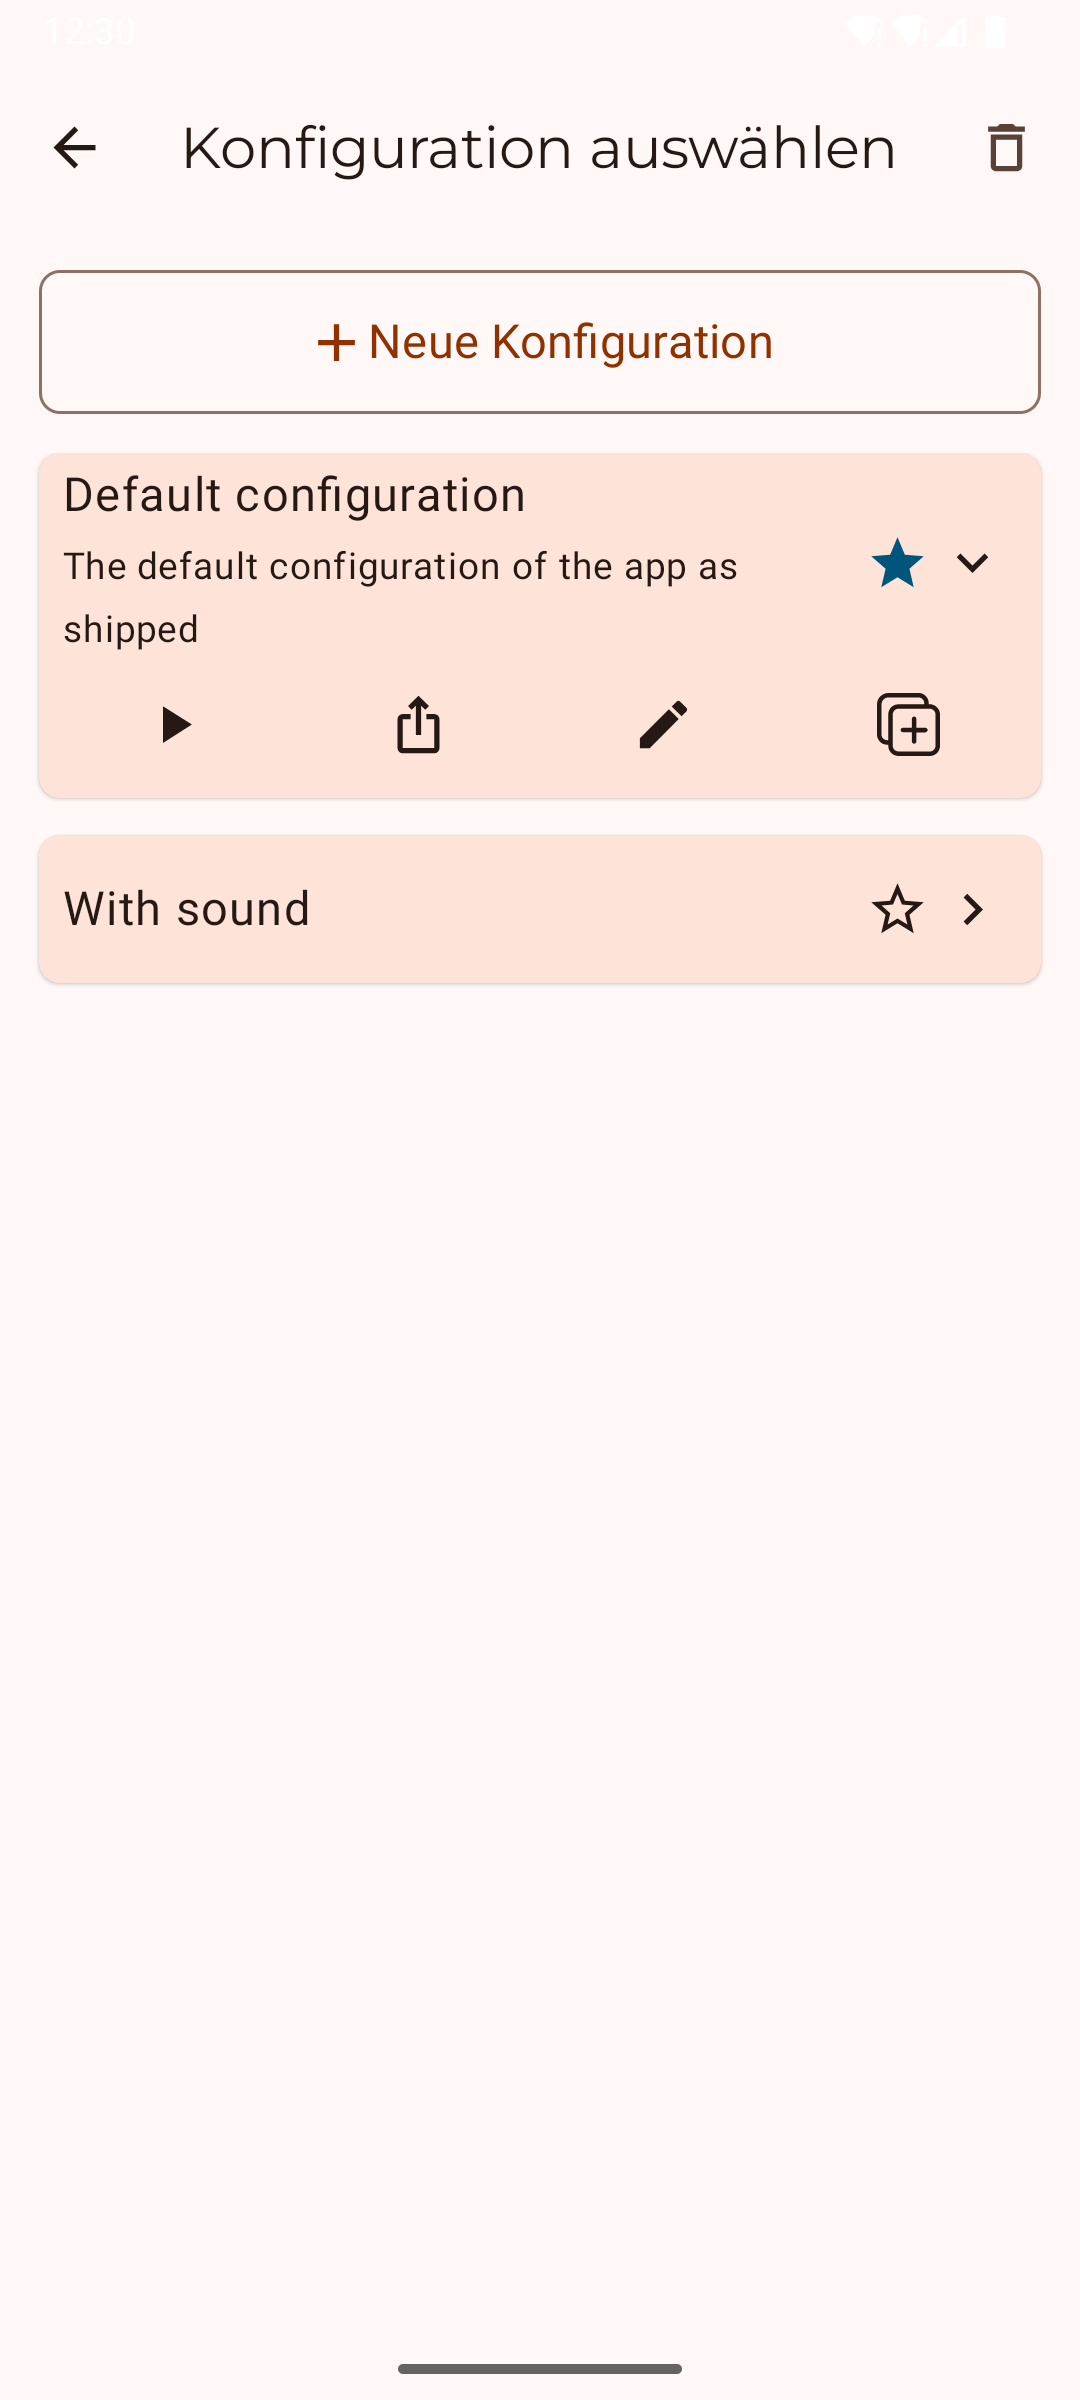 12:30
Konfiguration auswählen
Neue Konfiguration
Default configuration
The default configuration of the app as
shipped
With sound